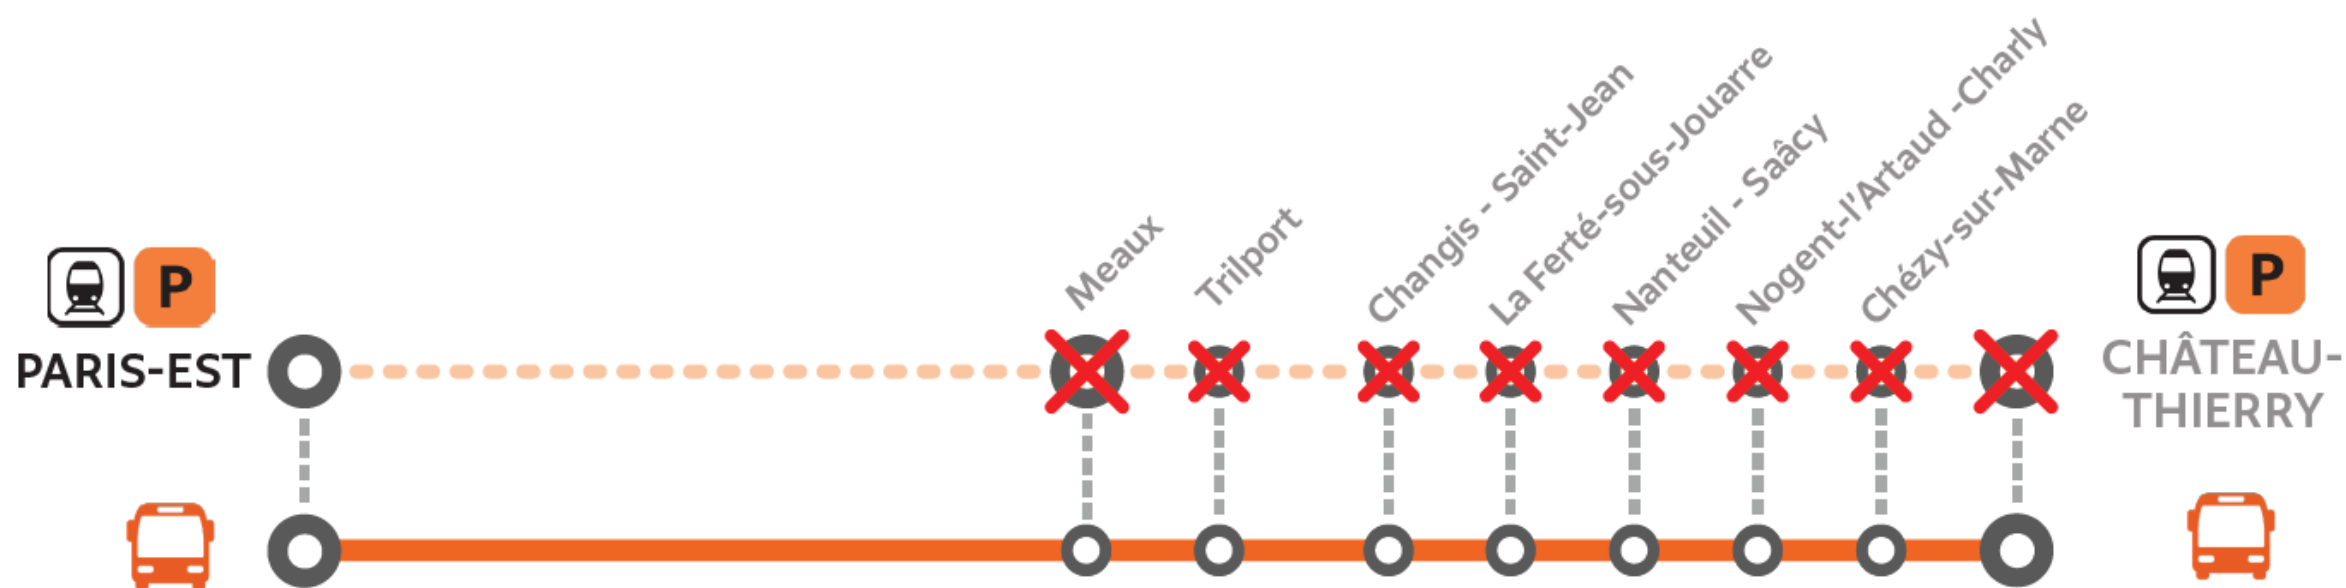 P
PARIS-EST
Meaux
Trilport
Changis - Saint-Jean
La Ferté-sous-Jouarre
Nanteuil - Saâcy
Nogent-l'Artaud -Charly
Chézy-sur-Marne
P
CHÂTEAU-
THIERRY